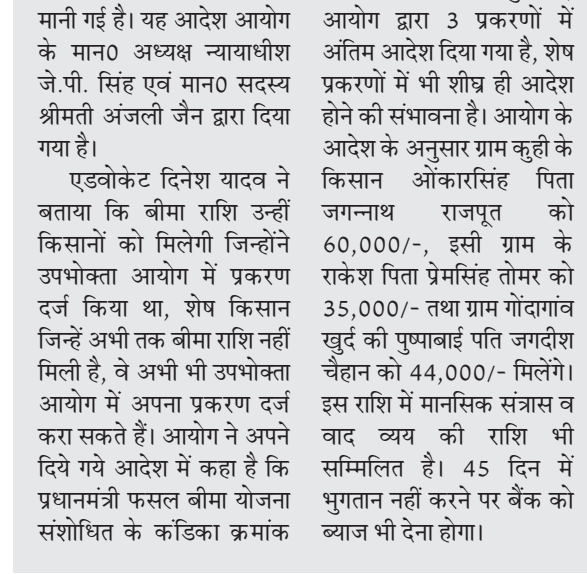 मानी गई है। यह आदेश आयोग
के मान0 अध्यक्ष न्यायाधीश
जे.पी. सिंह एवं मान0 सदस्य
श्रीमती अंजली जैन द्वारा दिया
गया है।
एडवोकेट दिनेश यादव ने
बताया कि बीमा राशि उन्हीं
किसानों को मिलेगी जिन्होंने
उपभोक्ता आयोग में प्रकरण
दर्ज किया था, शेष किसान
जिन्हें अभी तक बीमा राशि नहीं
मिली है, वे अभी भी उपभोक्ता
आयोग में अपना प्रकरण दर्ज
करा सकते हैं। आयोग ने अपने
दिये गये आदेश में कहा है कि
प्रधानमंत्री फसल बीमा योजना
संशोधित के कंडिका क्रमांक
आयोग द्वारा 3 प्रकरणों में
अंतिम आदेश दिया गया है, शेष
प्रकरणों में भी शीघ्र ही आदेश
होने की संभावना है। आयोग के
आदेश के अनुसार ग्राम कुही के
किसान ओंकारसिंह पिता
जगन्नाथ राजपूत को
60,000/-, इसी ग्राम के
राकेश पिता प्रेमसिंह तोमर को
35,000/- तथा ग्राम गोंदागांव
खुर्द की पुष्पाबाई पति जगदीश
चैहान को 44,000/- मिलेंगे।
इस राशि में मानसिक संत्रास व
वाद व्यय की राशि भी
सम्मिलित है। 45 दिन में
भुगतान नहीं करने पर बैंक को
ब्याज भी देना होगा।